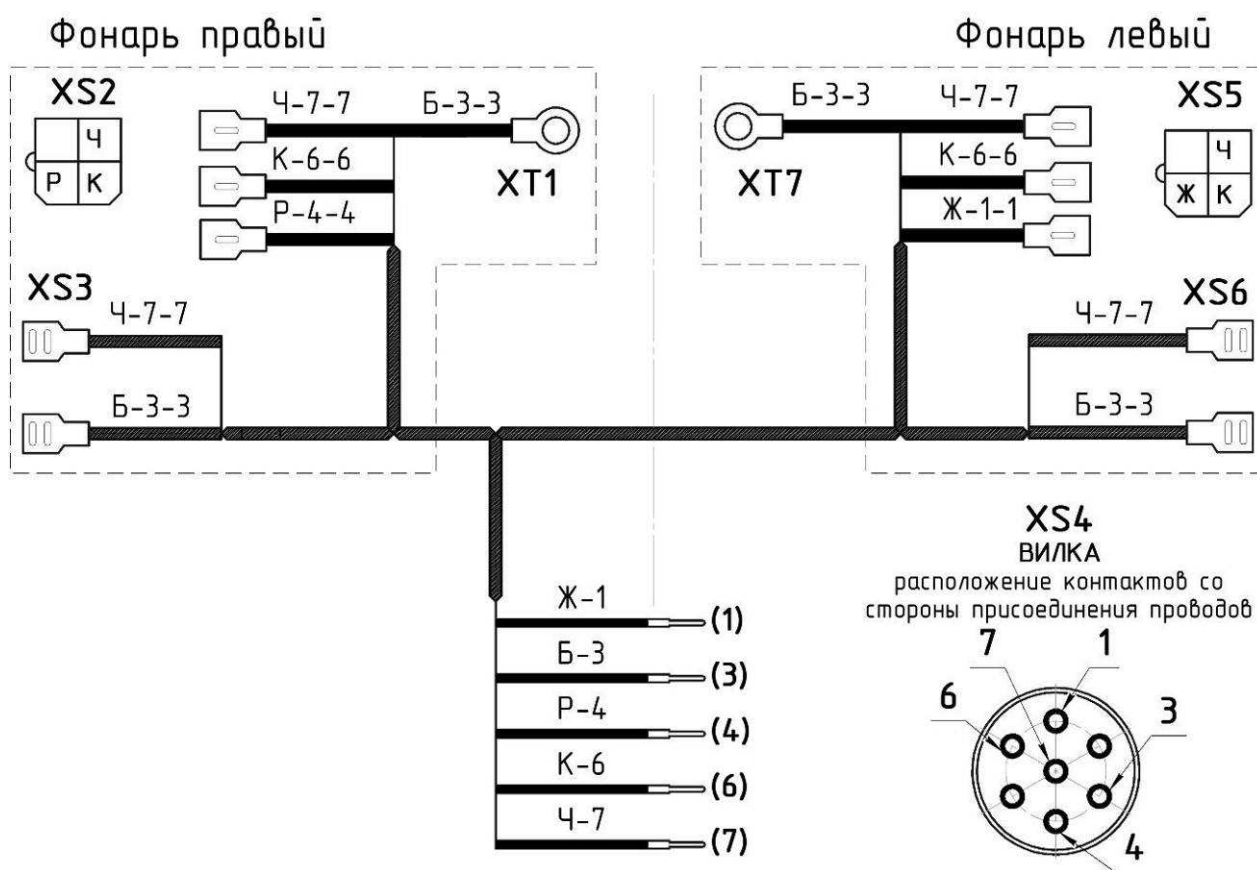 Фонарь правый
Фонарь левый
XS2
Ч
Р К
Ч-7-7 Б-3-3
К-6-6
Р-4-4
XT1
Б-3-3 Ч-7-7
К-6-6
Ж-1-1
XT7
XS5
Ч
Ж К
XS3
Ч-7-7
Б-3-3
XS6
Ч-7-7
Б-3-3
Ж-1 (1)
Б-3 (3)
Р-4 (4)
К-6 (6)
Ч-7 (7)
XS4
ВИЛКА
расположение контактов со
стороны присоединения проводов
7 1
6 3
4